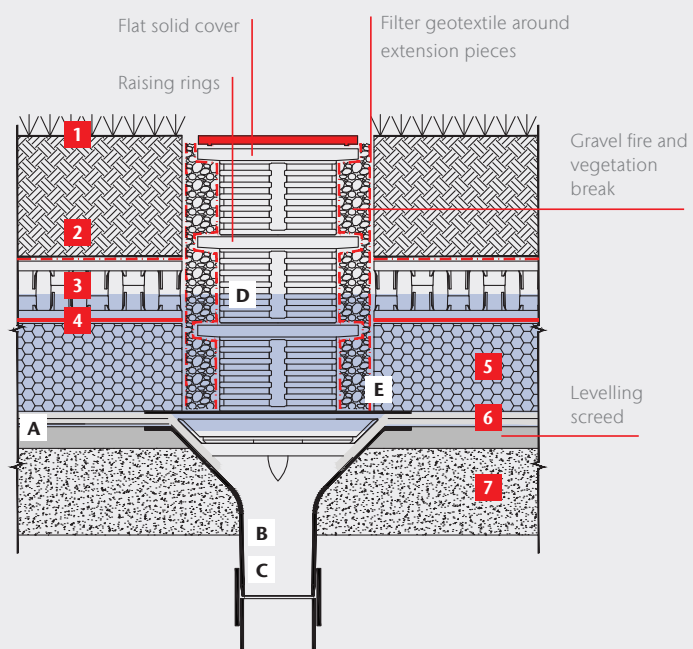 Flat solid cover
Filter geotextile around
extension pieces
Raising rings
1
Gravel fire and
vegetation
break
2
3
D
4
5
E
Levelling
screed
6
A
7
B
C